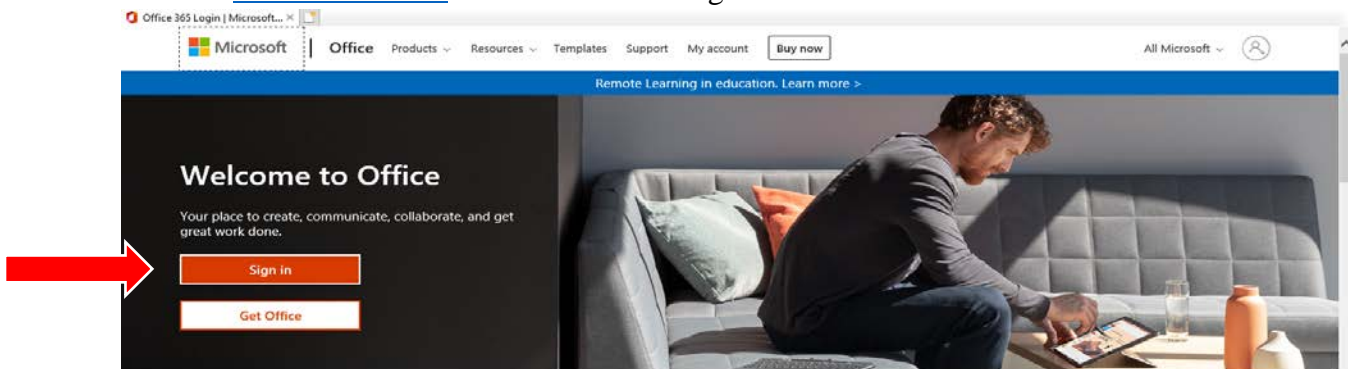 Office 365 Login | Microsoft...
Microsoft | Office Products Resources Templates Support My account Buy now All Microsoft
Remote Learning in education. Learn more >
Welcome to Office
Your place to create, communicate, collaborate, and get
great work done.
Sign in
Get Office